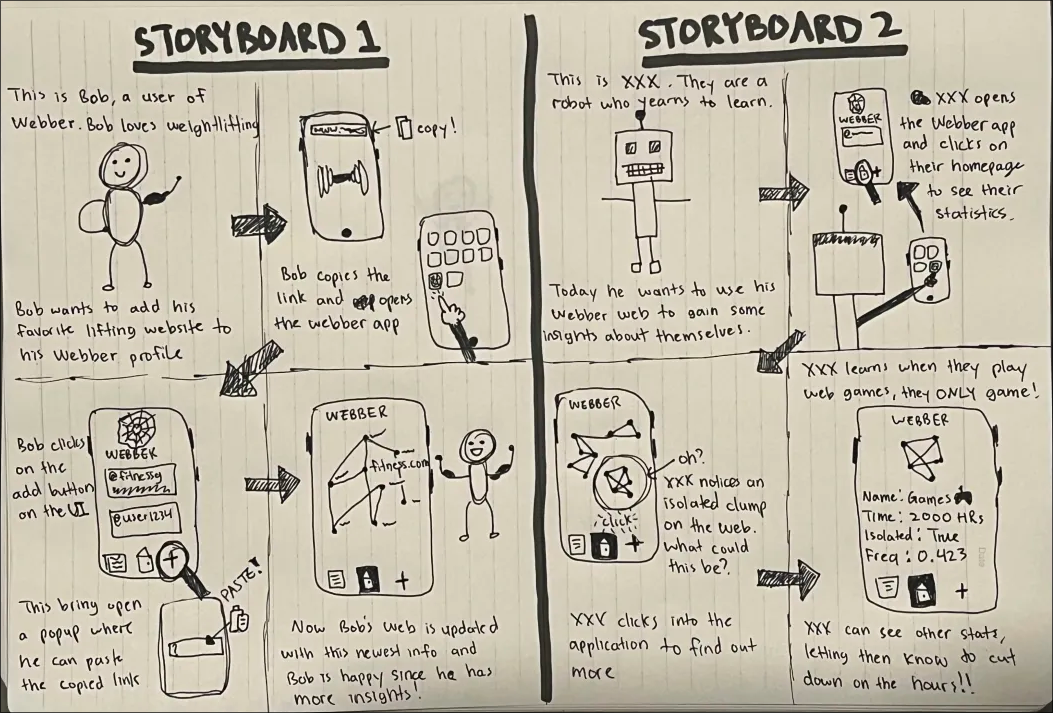 STORYBOARD 1
This is Bob, a user of
Webber. Bob loves weightlifting
Bob wants to add his
favorite lifting website to
his Webber profile
www.
copy!
Bob copies the
link and opens
the webber app
Bob clicks
on the
add button
on the UI
WEBBER
@fitnessg
@user1234
+
This bring open
a popup where
he can paste
the copied link
PASTE!
WEBBER
fitness.com
+
Now Bob's web is updated
with this newest info and
Bob is happy since he has
more insights!
STORYBOARD 2
This is XXX. They are a
robot who yearns to learn.
Today he wants to use his
Webber web to gain some
insights about themselves.
WEBBER
+
XXX opens
the Webber app
and clicks on
their homepage
to see their
statistics.
WEBBER
click
+
oh?
XXX notices an
isolated clump
on the web.
What could
this be?
XXX clicks into the
application to find out
more
XXX learns when they play
web games, they ONLY game!
WEBBER
Name: Games
Time: 2000 HRs
Isolated: True
Freq: 0.423
+
XXX can see other stats,
letting then know to cut
down on the hours!!
Date